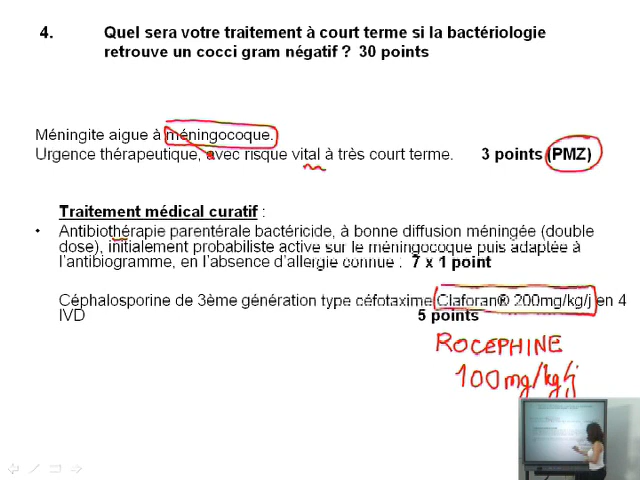 4. Quel sera votre traitement à court terme si la bactériologie
retrouve un cocci gram négatif ? 30 points
Méningite aigue à méningocoque.
Urgence thérapeutique, avec risque vital à très court terme. 3 points (PMZ)
Traitement médical curatif :
• Antibiothérapie parentérale bactéricide, à bonne diffusion méningée (double
dose), initialement probabiliste active sur le méningocoque puis adaptée à
l'antibiogramme, en l'absence d'allergie connue : 7 x 1 point
Céphalosporine de 3ème génération type céfotaxime Claforan® 200mg/kg/j en 4
IVD 5 points
ROCEPHINE
100mg/kg/j